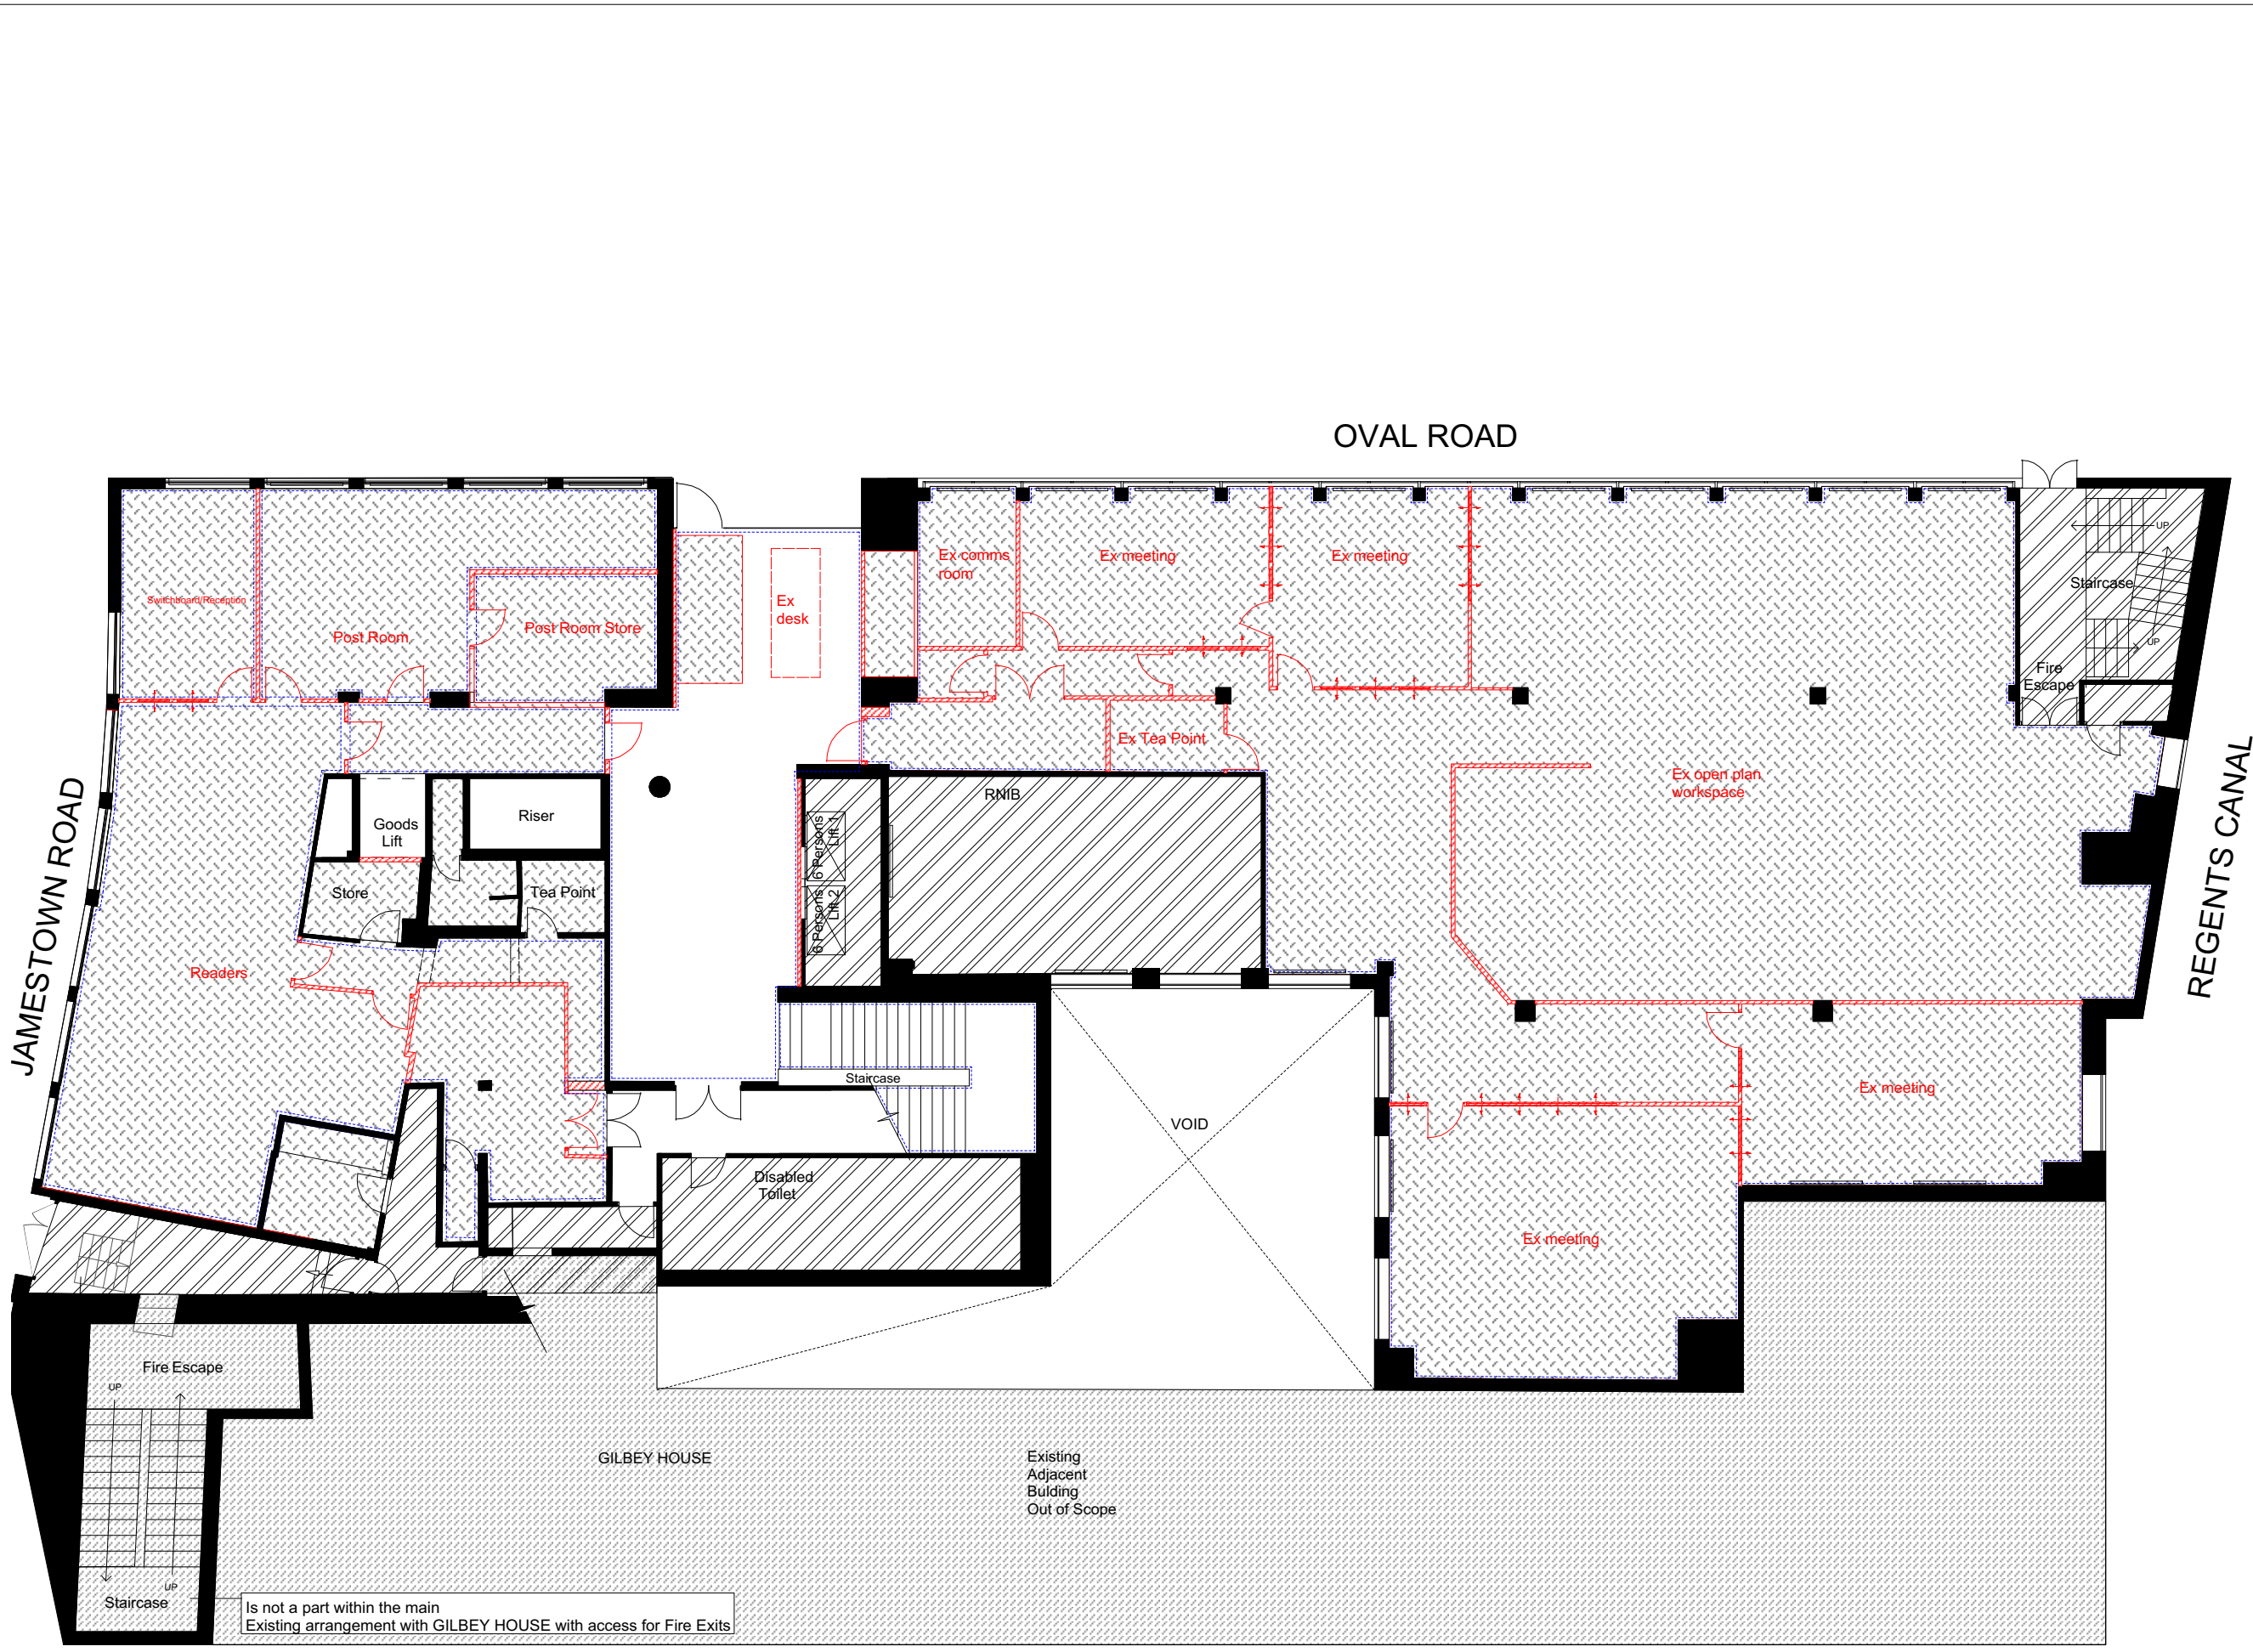 OVAL ROAD
JAMESTOWN ROAD
REGENTS CANAL
Switchboard/Reception
Post Room
Post Room Store
Ex
desk
Ex comms
room
Ex meeting
Ex meeting
UP
Staircase
UP
Fire
Escape
Ex Tea Point
Ex open plan
workspace
RNIB
Goods
Lift
Riser
6 Persons
Lift 1
6 Persons
Lift 2
Store
Tea Point
Readers
Staircase
VOID
Ex meeting
Disabled
Toilet
Ex meeting
Fire Escape
UP
GILBEY HOUSE
Existing
Adjacent
Bulding
Out of Scope
UP
Staircase
Is not a part within the main
Existing arrangement with GILBEY HOUSE with access for Fire Exits